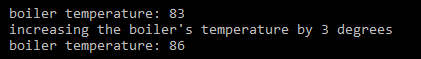 boiler temperature: 83
increasing the boiler's temperature by 3 degrees
boiler temperature: 86